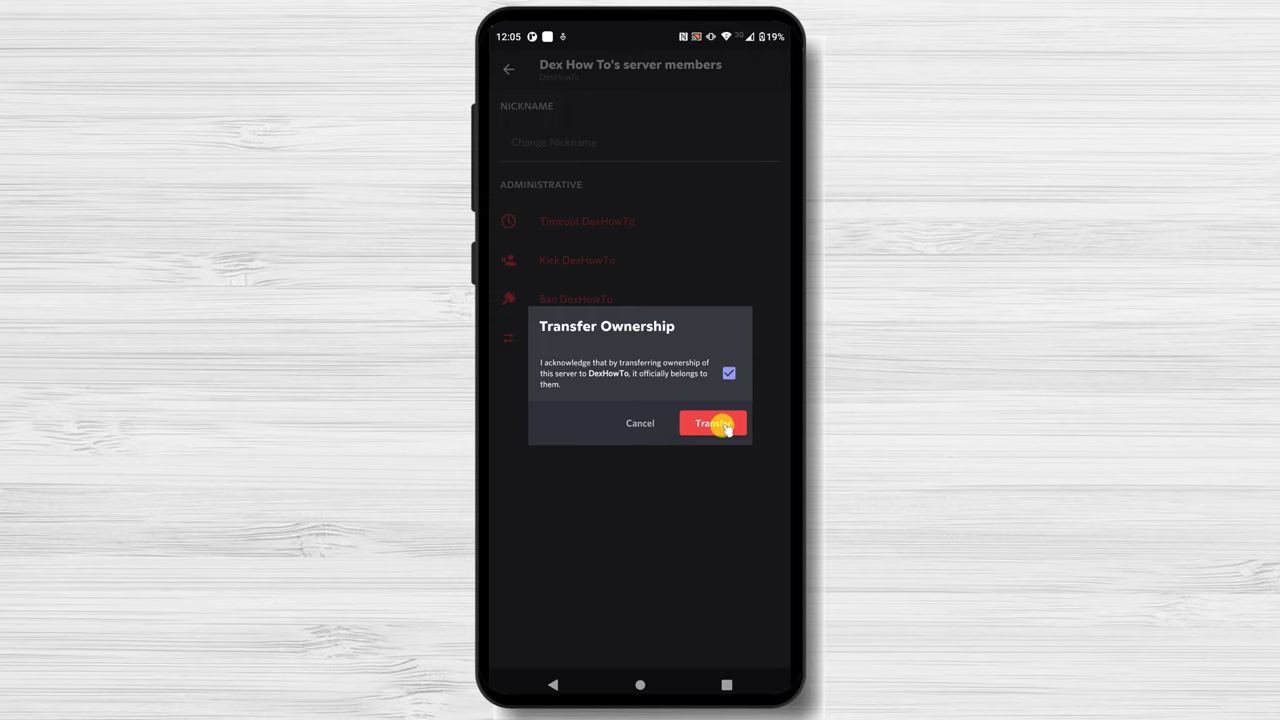 12:05
3G
19%
Dex How To's server members
DexHowTo
NICKNAME
Change Nickname
ADMINISTRATIVE
Timeout DexHowTo
Kick DexHowTo
Ban DexHowTo
Transfer Ownership
I acknowledge that by transferring ownership of
this server to DexHowTo, it officially belongs to
them.
Cancel
Transfer